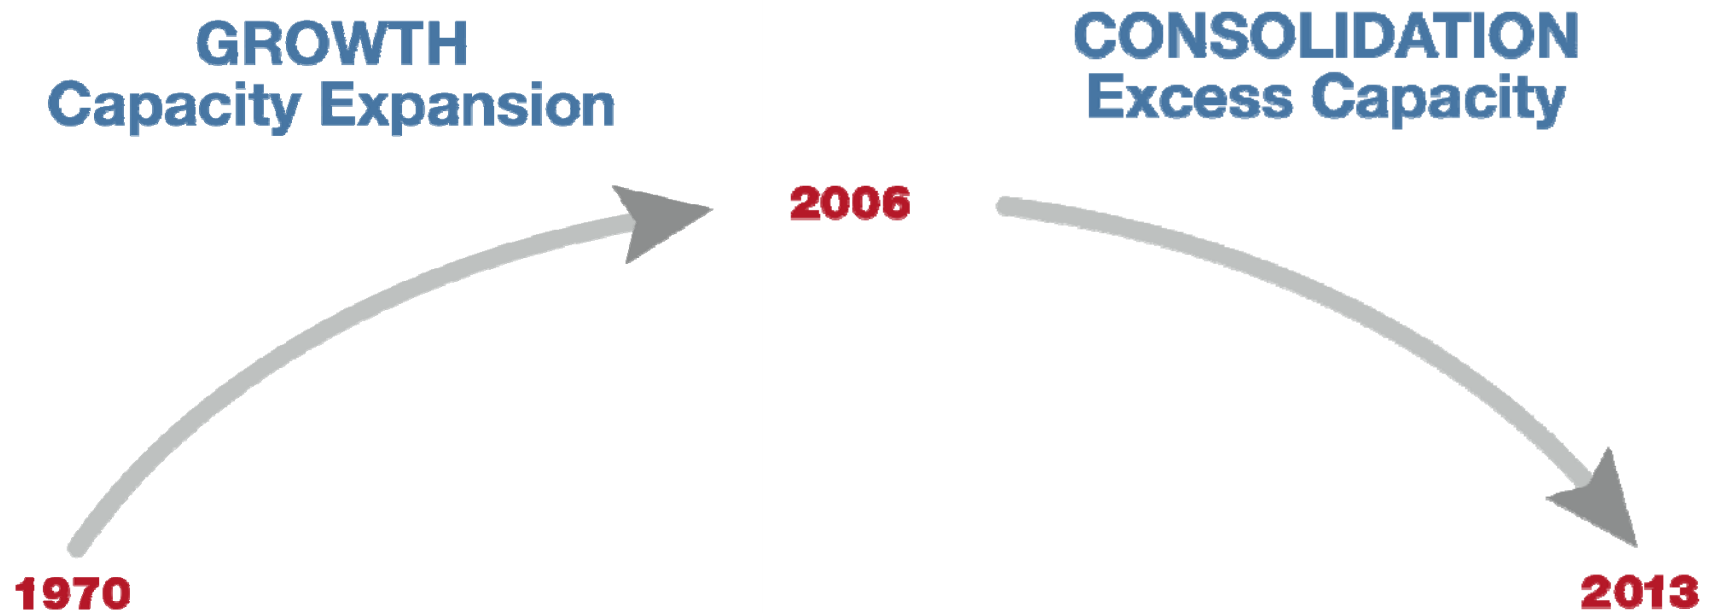 GROWTH
Capacity Expansion
CONSOLIDATION
Excess Capacity
2006
1970
2013